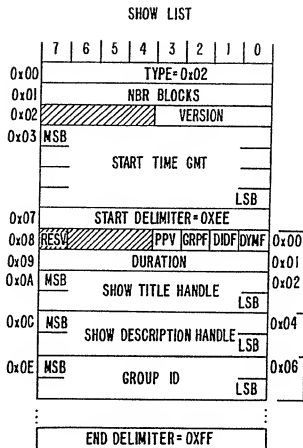 SHOW LIST
7 6 5 4 3 2 1 0
0x00 TYPE=0x02
0x01 NBR BLOCKS
0x02 VERSION
0x03 MSB
START TIME GMT
LSB
0x07 START DELIMITER=0XEE
0x08 RESV PPV GRPF DIDF DYMF 0x00
0x09 DURATION 0x01
0x0A MSB 0x02
SHOW TITLE HANDLE
LSB
0x0C MSB 0x04
SHOW DESCRIPTION HANDLE
LSB
0x0E MSB 0x06
GROUP ID
LSB
END DELIMITER=0XFF